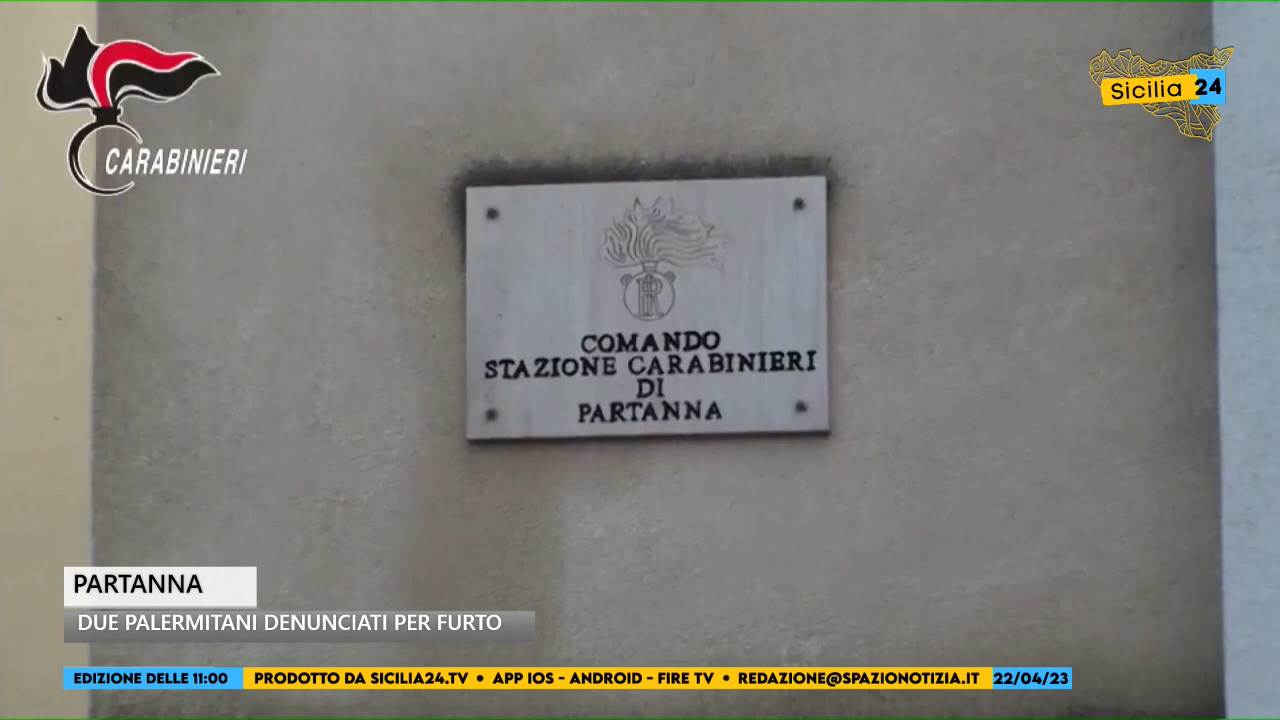 CARABINIERI
Sicilia 24
COMANDO
STAZIONE CARABINIERI
DI
PARTANNA
PARTANNA
DUE PALERMITANI DENUNCIATI PER FURTO
EDIZIONE DELLE 11:00 PRODOTTO DA SICILIA24.TV • APP IOS - ANDROID - FIRE TV • REDAZIONE@SPAZIONOTIZIA.IT 22/04/23